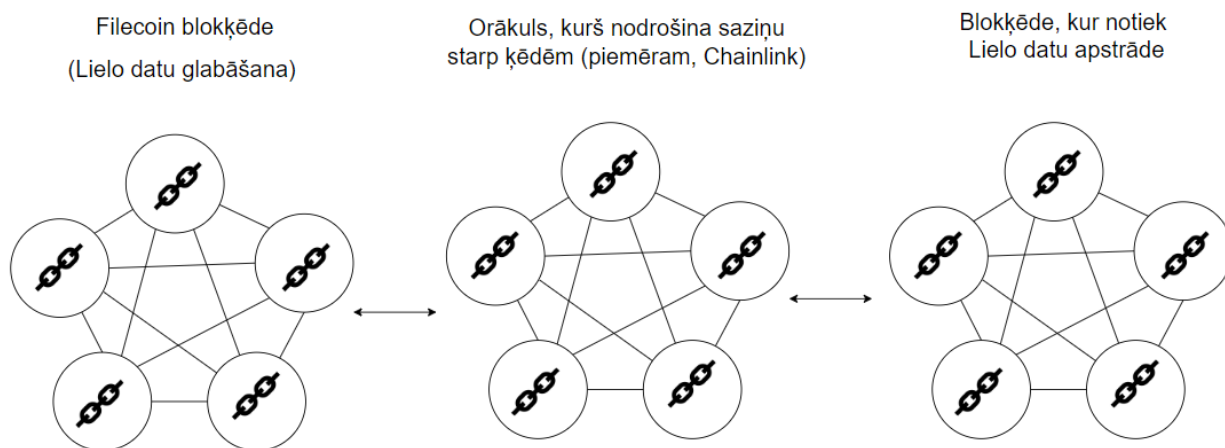 Filecoin blokķēde
(Lielo datu glabāšana)
Orākuls, kurš nodrošina saziņu
starp ķēdēm (piemēram, Chainlink)
Blokķēde, kur notiek
Lielo datu apstrāde